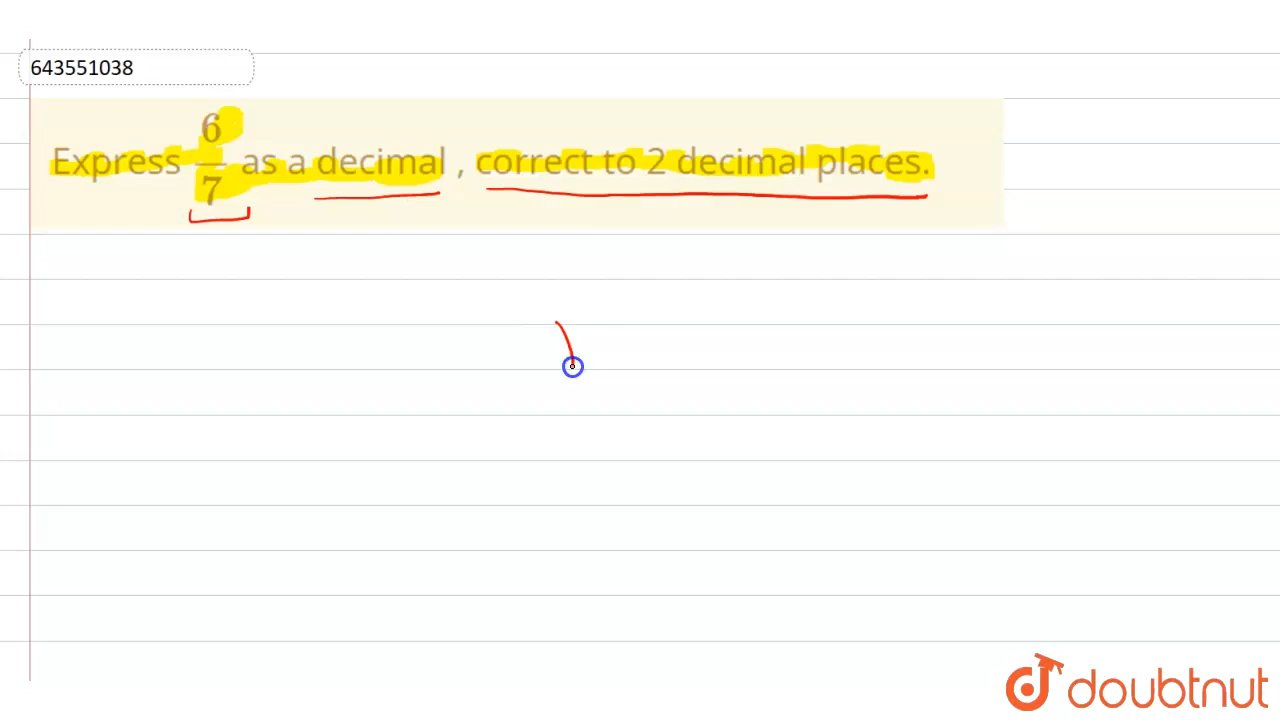 643551038
Express 6/7 as a decimal , correct to 2 decimal places.
doubtnut